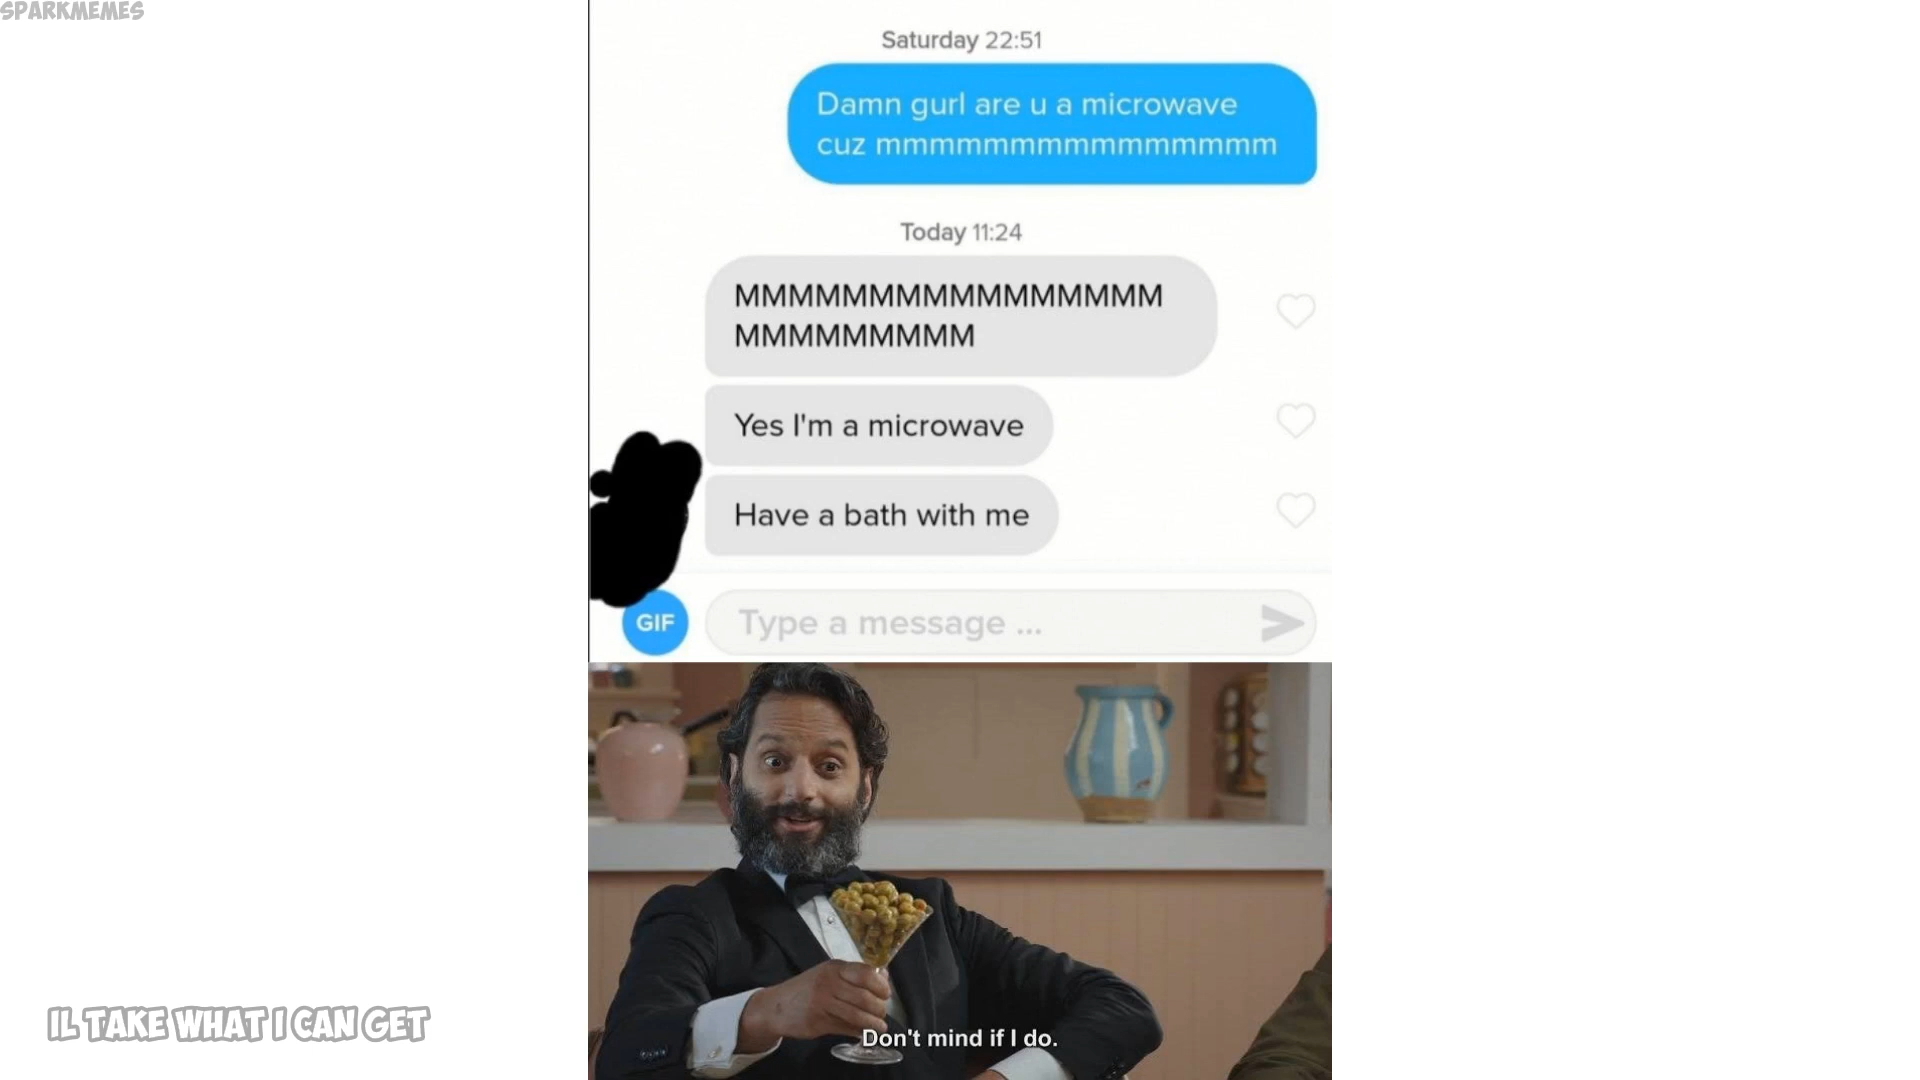 SPARKMEMES
Saturday 22:51
Damn gurl are u a microwave
cuz mmmmmmmmmmmmmmm
Today 11:24
MMMMMMMMMMMMMMMM
MMMMMMMMM
Yes I'm a microwave
Have a bath with me
GIF
Type a message ...
IL TAKE WHAT I CAN GET
Don't mind if I do.